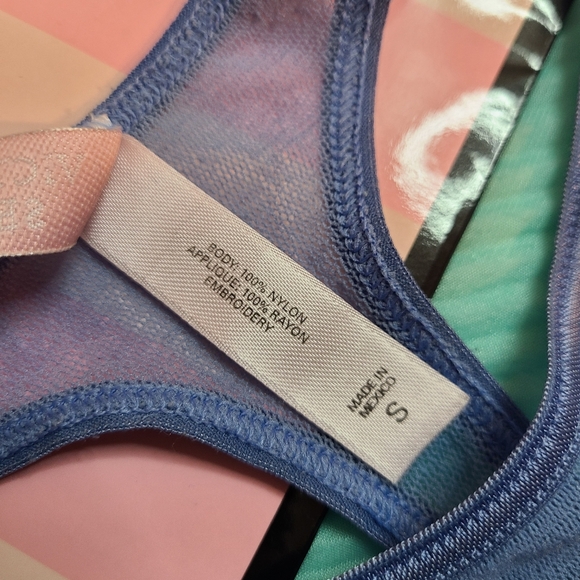 BODY: 100% NYLON
APPLIQUE: 100% RAYON
EMBROIDERY
MADE IN
MEXICO
S